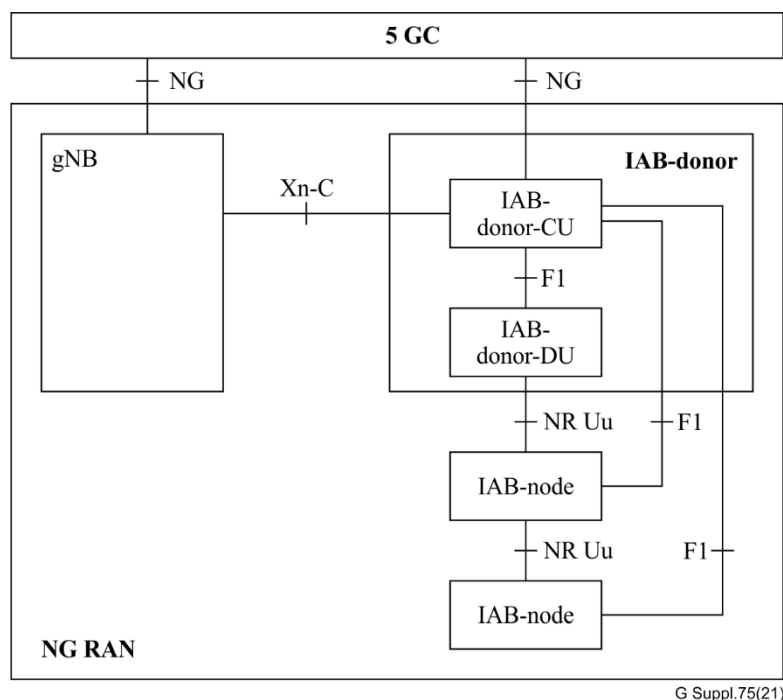 5 GC
NG
NG
gNB
IAB-donor
Xn-C
IAB-
donor-CU
F1
IAB-
donor-DU
NR Uu
F1
IAB-node
NR Uu
F1
IAB-node
NG RAN
G Suppl.75(21)